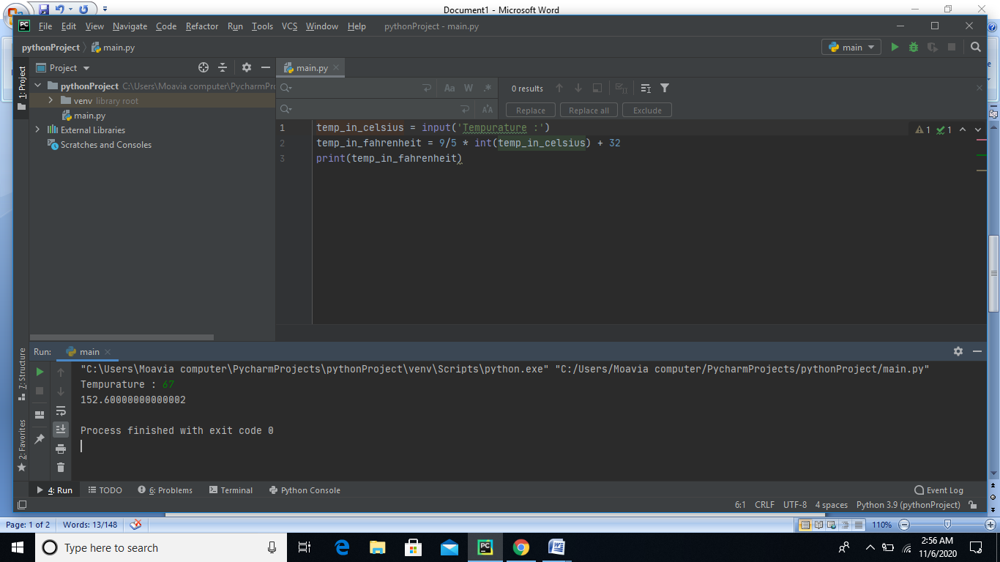 Document1 - Microsoft Word
PC File Edit View Navigate Code Refactor Run Tools VCS Window Help pythonProject - main.py
pythonProject main.py
main
1: Project
Project
main.py
pythonProject C:\Users\Moavia computer\PycharmPr
venv library root
main.py
External Libraries
Scratches and Consoles
Aa W .* 0 results
Replace Replace all Exclude
1 temp_in_celsius = input('Tempurature :')
2 temp_in_fahrenheit = 9/5 * int(temp_in_celsius) + 32
3 print(temp_in_fahrenheit)
1 1
Run: main
"C:\Users\Moavia computer\PycharmProjects\pythonProject\venv\Scripts\python.exe" "C:/Users/Moavia computer/PycharmProjects/pythonProject/main.py"
Tempurature : 67
152.60000000000002
Process finished with exit code 0
7: Structure
2: Favorites
4: Run TODO 6: Problems Terminal Python Console Event Log
6:1 CRLF UTF-8 4 spaces Python 3.9 (pythonProject)
Page: 1 of 2 Words: 13/148 110%
Type here to search
2:56 AM
11/6/2020